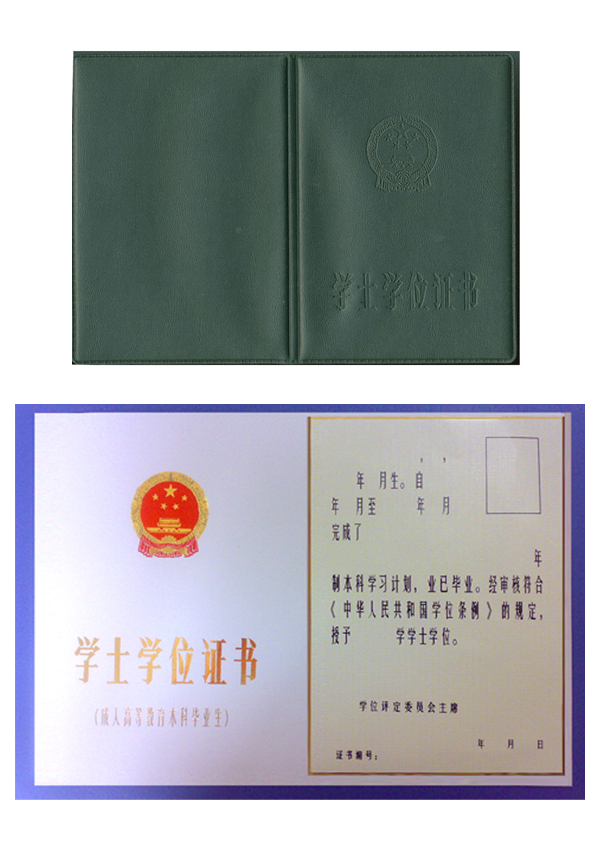 学士学位证书
学士学位证书
(成人高等教育本科毕业生)
， ，
年 月生。自
年 月至 年 月
完成了
年
制本科学习计划，业已毕业。经审核符合
《中华人民共和国学位条例》的规定，
授予 学学士学位。
学位评定委员会主席
年 月 日
证书编号：